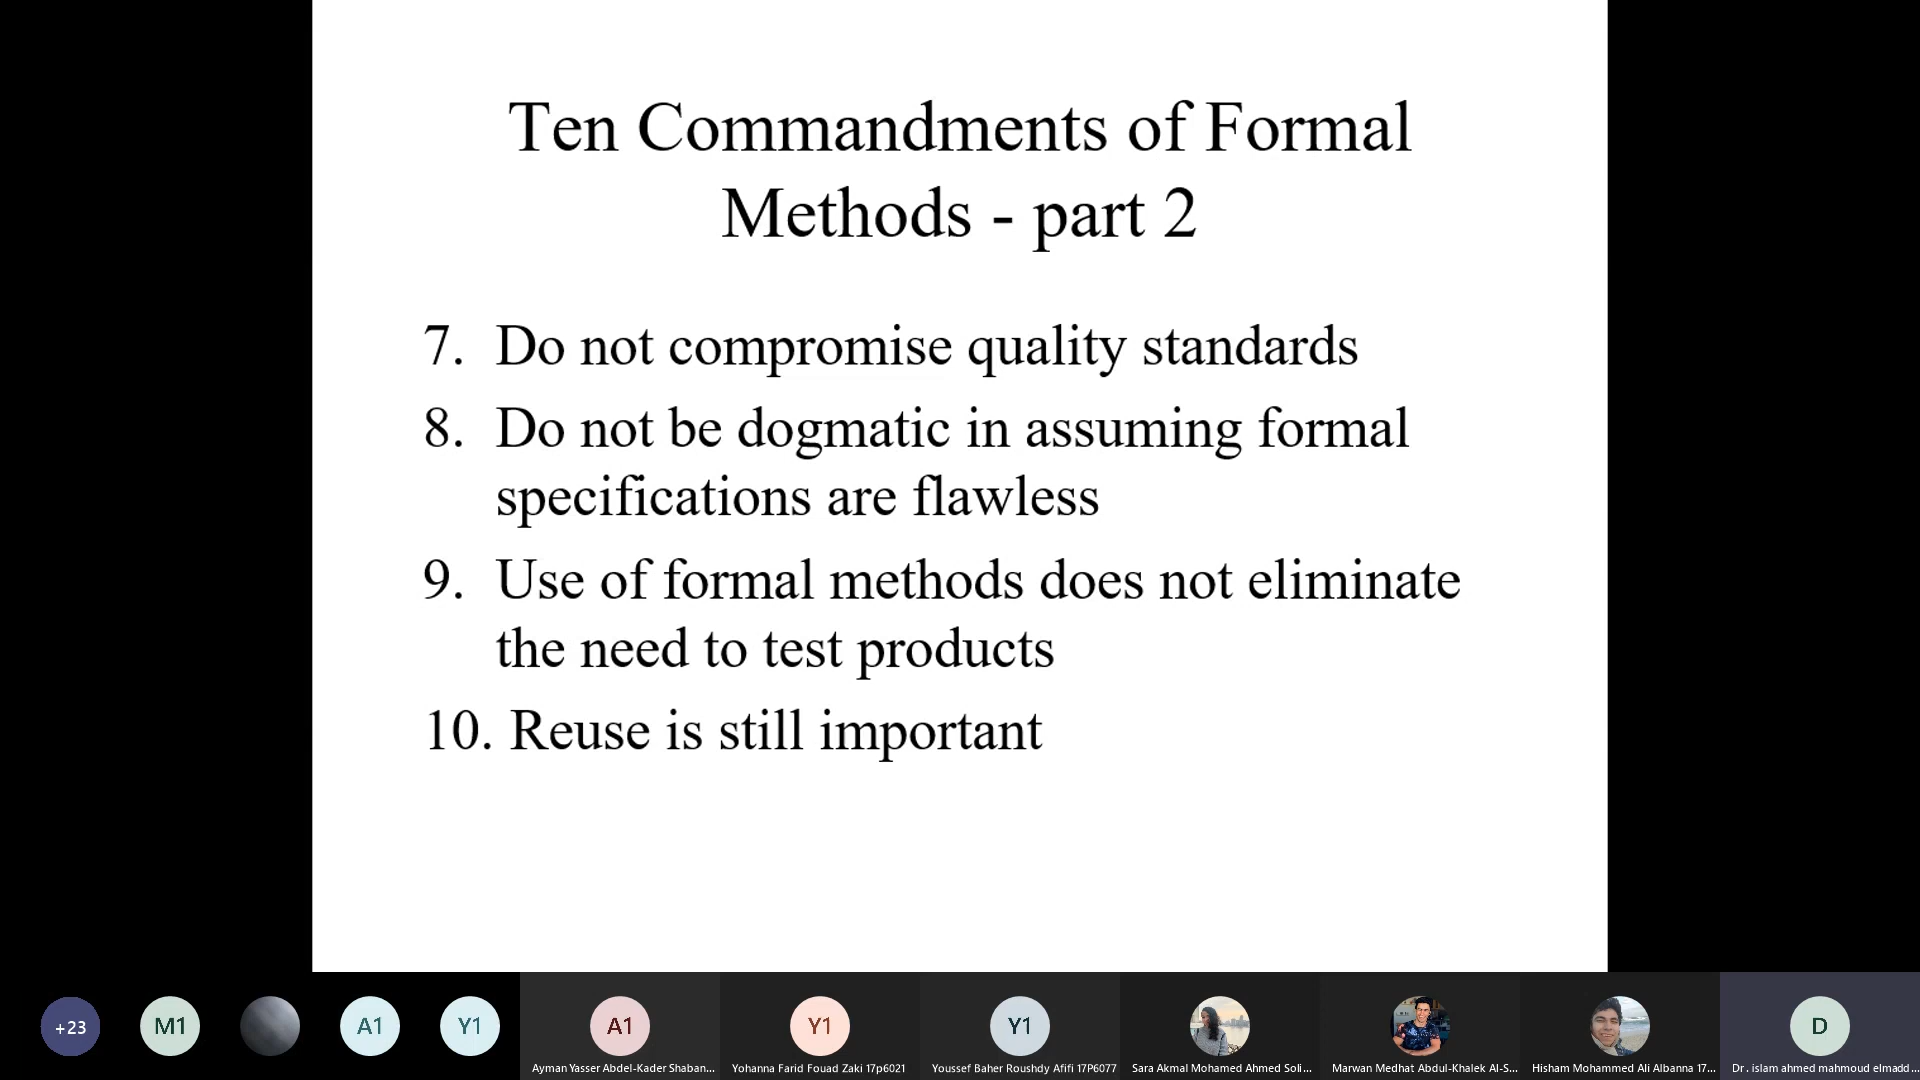 Ten Commandments of Formal
Methods - part 2
7. Do not compromise quality standards
8. Do not be dogmatic in assuming formal
specifications are flawless
9. Use of formal methods does not eliminate
the need to test products
10. Reuse is still important
+23
M1
A1
Y1
A1
Y1
Y1
D
Ayman Yasser Abdel-Kader Shaban...
Yohanna Farid Fouad Zaki 17p6021
Youssef Baher Roushdy Afifi 17P6077
Sara Akmal Mohamed Ahmed Soli...
Marwan Medhat Abdul-Khalek Al-S...
Hisham Mohammed Ali Albanna 17...
Dr. islam ahmed mahmoud elmadd...